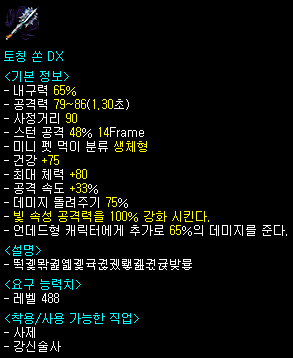 토칭 쏜 DX
<기본 정보>
- 내구력 65%
- 공격력 79~86(1,30초)
- 사정거리 90
- 스턴 공격 48% 14Frame
- 미니 펫 먹이 분류 생체형
- 건강 +75
- 최대 체력 +80
- 공격 속도 +33%
- 데미지 돌려주기 75%
- 빛 속성 공격력을 100% 강화 시킨다.
- 언데드형 캐릭터에게 추가로 65%의 데미지를 준다.
<설명>
-
<요구 능력치>
- 레벨 488
<착용/사용 가능한 직업>
- 사제
- 강신술사